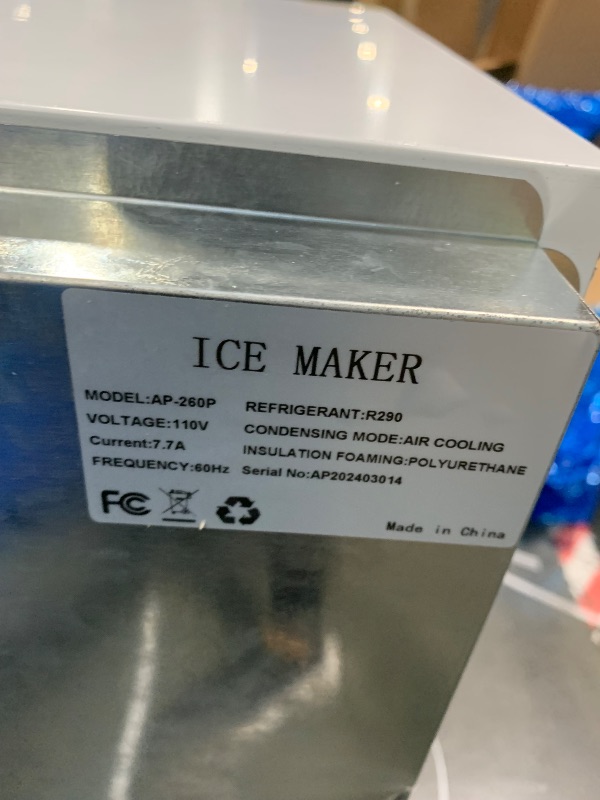 ICE MAKER
MODEL:AP-260P
VOLTAGE:110V
Current:7.7A
FREQUENCY:60Hz
REFRIGERANT:R290
CONDENSING MODE:AIR COOLING
INSULATION FOAMING:POLYURETHANE
Serial No:AP202403014
FC
Made in China